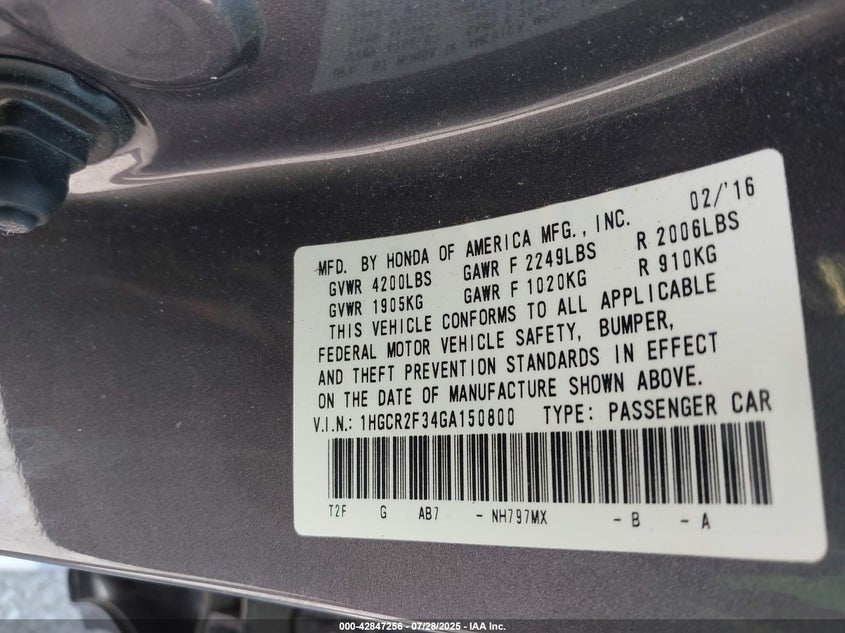 02/'16
MFD. BY HONDA OF AMERICA MFG., INC.
GVWR 4200LBS GAWR F 2249LBS R 2006LBS
GVWR 1905KG GAWR F 1020KG R 910KG
THIS VEHICLE CONFORMS TO ALL APPLICABLE
FEDERAL MOTOR VEHICLE SAFETY, BUMPER,
AND THEFT PREVENTION STANDARDS IN EFFECT
ON THE DATE OF MANUFACTURE SHOWN ABOVE.
V.I.N.: 1HGCR2F34GA150800 TYPE: PASSENGER CAR
T2F G AB7 - NH797MX - B - A
000-42847256 - 07/28/2025 - IAA Inc.